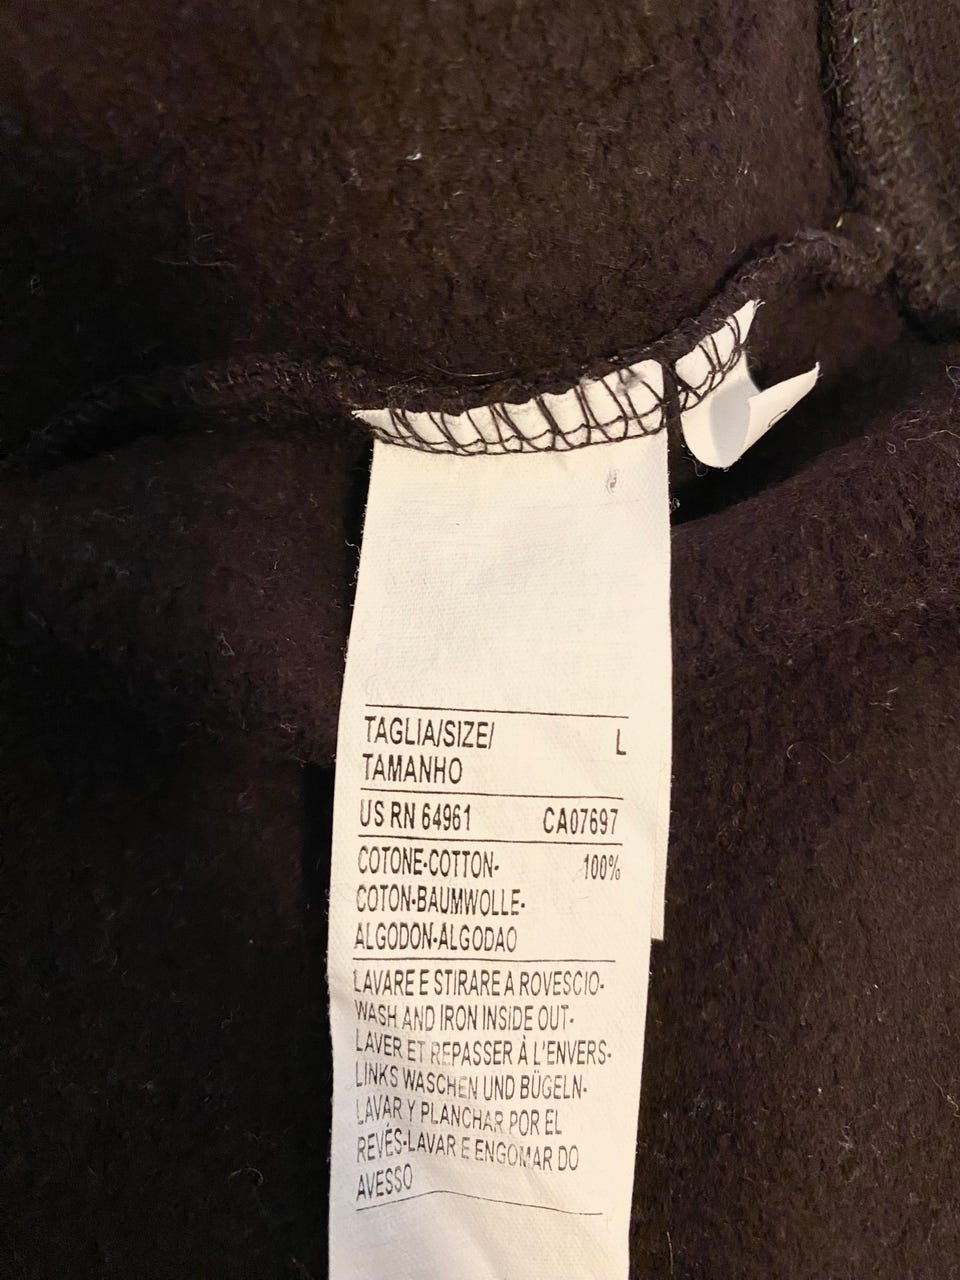 TAGLIA/SIZE/ L
TAMANHO
US RN 64961 CA07697
COTONE-COTTON- 100%
COTON-BAUMWOLLE-
ALGODON-ALGODAO
LAVARE E STIRARE A ROVESCIO-
WASH AND IRON INSIDE OUT-
LAVER ET REPASSER À L'ENVERS-
LINKS WASCHEN UND BÜGELN-
LAVAR Y PLANCHAR POR EL
REVÉS-LAVAR E ENGOMAR DO
AVESSO